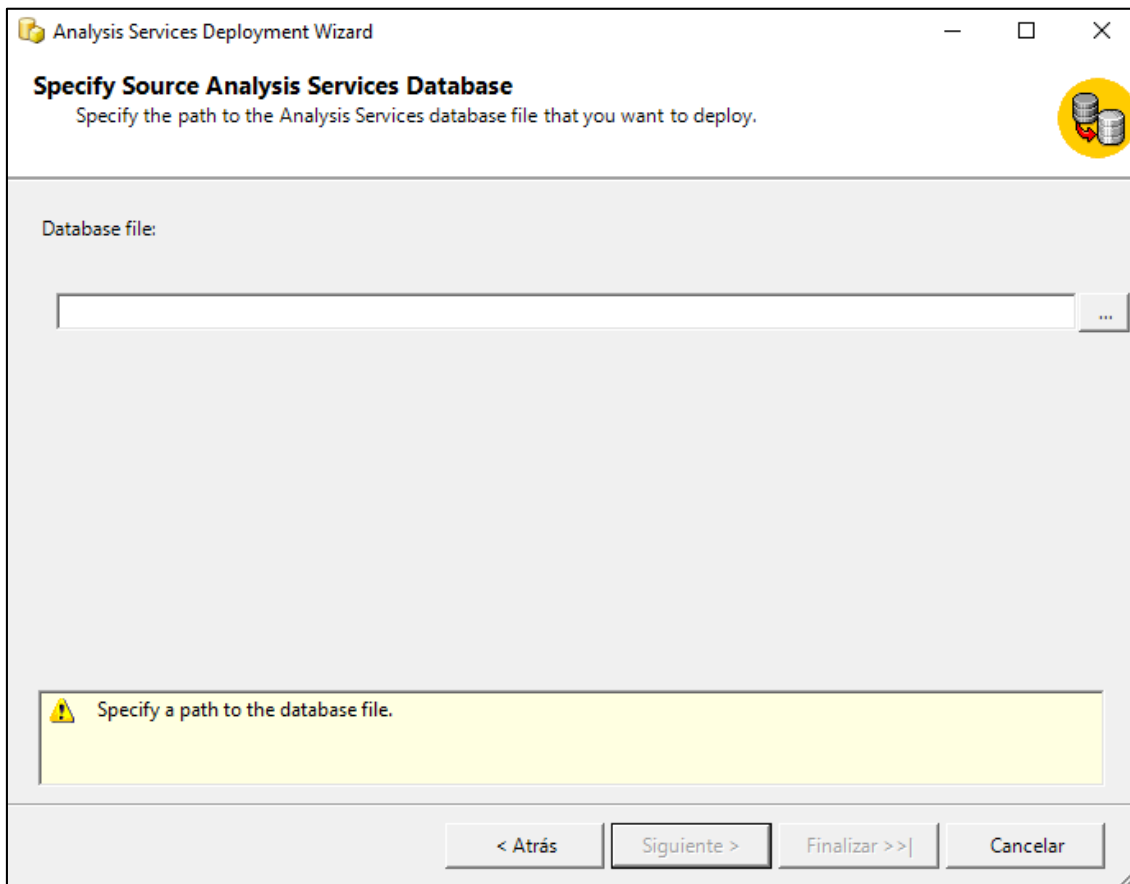 Analysis Services Deployment Wizard
Specify Source Analysis Services Database
Specify the path to the Analysis Services database file that you want to deploy.
Database file:
...
Specify a path to the database file.
< Atrás
Siguiente >
Finalizar >>|
Cancelar